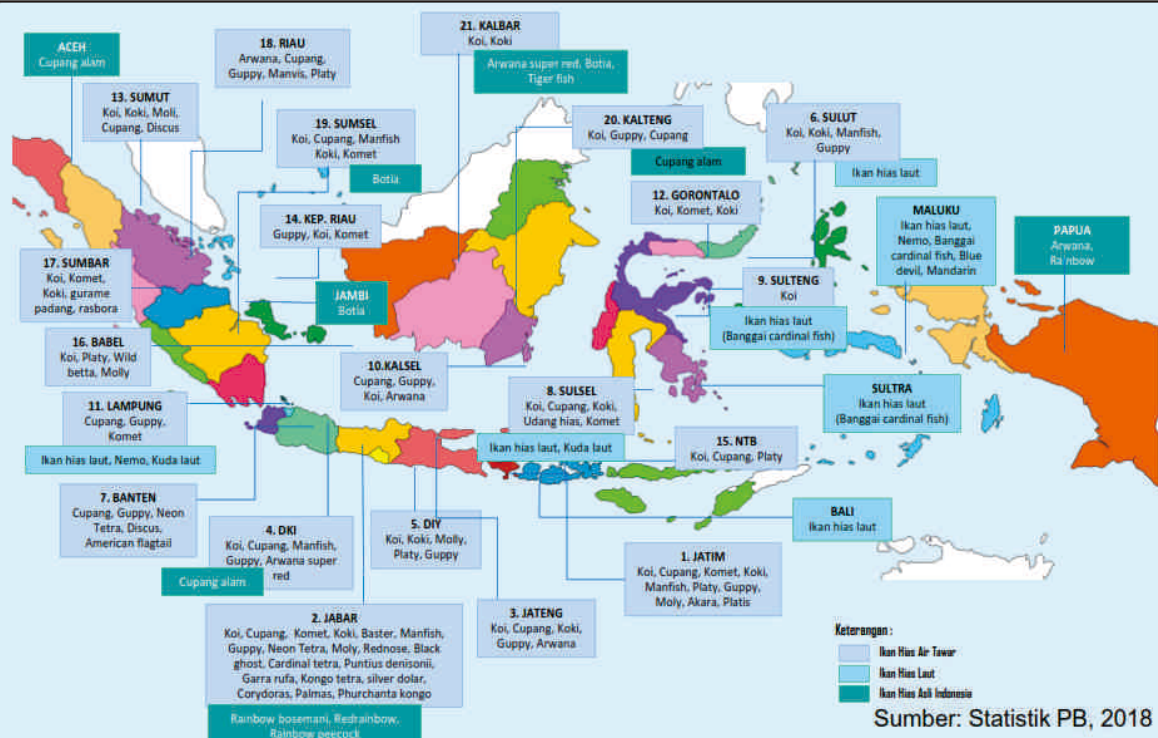 ACEH
Cupang alam
13. SUMUT
Koi, Koki, Moli,
Cupang, Discus
18. RIAU
Arwana, Cupang,
Guppy, Manvis, Platy
19. SUMSEL
Koi, Cupang, Manfish
Koki, Komet
Botia
21. KALBAR
Koi, Koki
Arwana super red, Botia,
Tiger fish
20. KALTENG
Koi, Guppy, Cupang
Cupang alam
6. SULUT
Koi, Koki, Manfish,
Guppy
Ikan hias laut
12. GORONTALO
Koi, Komet, Koki
MALUKU
Ikan hias laut,
Nemo, Banggai
cardinal fish, Blue
devil, Mandarin
PAPUA
Arwana,
Rainbow
14. KEP. RIAU
Guppy, Koi, Komet
17. SUMBAR
Koi, Komet,
Koki, gurame
padang, rasbora
JAMBI
Botia
9. SULTENG
Koi
Ikan hias laut
(Banggai cardinal fish)
16. BABEL
Koi, Platy, Wild
betta, Molly
10.KALSEL
Cupang, Guppy,
Koi, Arwana
8. SULSEL
Koi, Cupang, Koki,
Udang hias, Komet
Ikan hias laut, Kuda laut
SULTRA
Ikan hias laut
(Banggai cardinal fish)
11. LAMPUNG
Cupang, Guppy,
Komet
Ikan hias laut, Nemo, Kuda laut
15. NTB
Koi, Cupang, Platy
7. BANTEN
Cupang, Guppy, Neon
Tetra, Discus,
American flagtail
4. DKI
Koi, Cupang, Manfish,
Guppy, Arwana super
red
Cupang alam
5. DIY
Koi, Koki, Molly,
Platy, Guppy
BALI
Ikan hias laut
1. JATIM
Koi, Cupang, Komet, Koki,
Manfish, Platy, Guppy,
Moly, Akara, Platis
2. JABAR
Koi, Cupang, Komet, Koki, Baster, Manfish,
Guppy, Neon Tetra, Moly, Rednose, Black
ghost, Cardinal tetra, Puntius denisonii,
Garra rufa, Kongo tetra, silver dolar,
Corydoras, Palmas, Phurchanta kongo
Rainbow bosemani, Redrainbow,
Rainbow peecock
3. JATENG
Koi, Cupang, Koki,
Guppy, Arwana
Keterangan :
Ikan Hias Air Tawar
Ikan Hias Laut
Ikan Hias Asli Indonesia
Sumber: Statistik PB, 2018